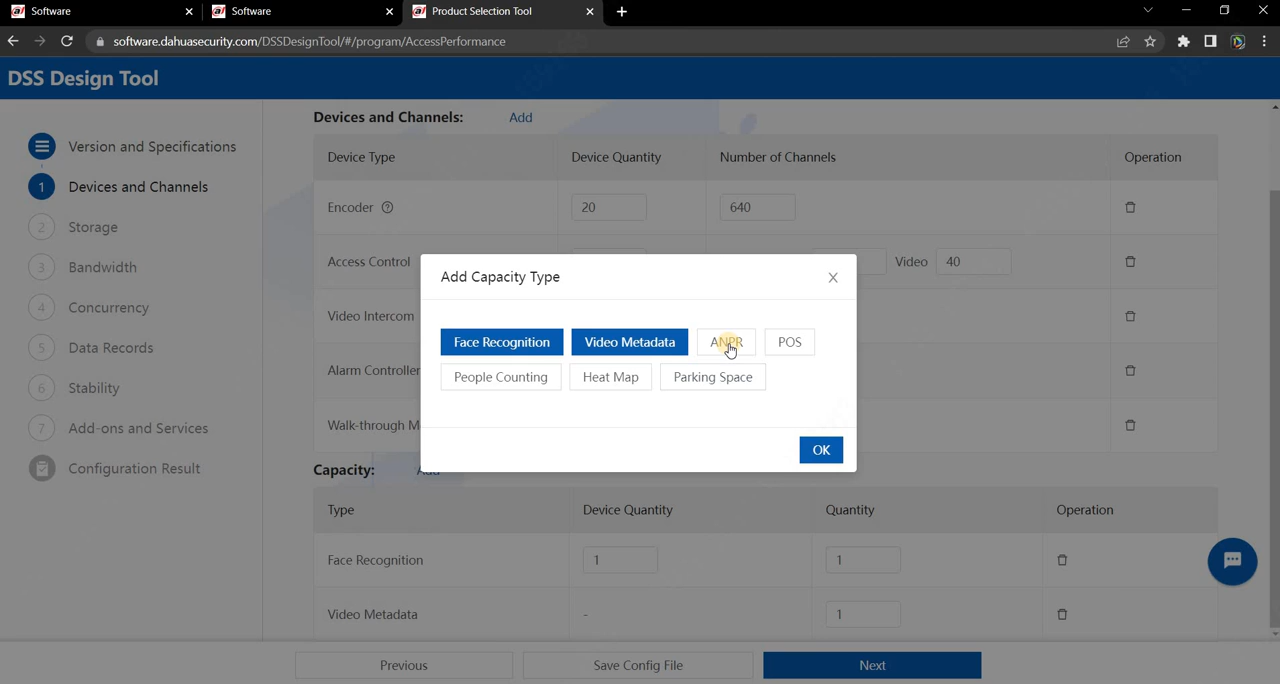 Software
Software
Product Selection Tool
software.dahuasecurity.com/DSSDesignTool/#/program/AccessPerformance
DSS Design Tool
Version and Specifications
1 Devices and Channels
2 Storage
3 Bandwidth
4 Concurrency
5 Data Records
6 Stability
7 Add-ons and Services
Configuration Result
Devices and Channels: Add
Device Type Device Quantity Number of Channels Operation
Encoder 20 640
Access Control Video 40
Video Intercom
Alarm Controller
Walk-through M
Add Capacity Type
Face Recognition Video Metadata ANPR POS
People Counting Heat Map Parking Space
OK
Capacity: Add
Type Device Quantity Quantity Operation
Face Recognition 1 1
Video Metadata - 1
Previous Save Config File Next